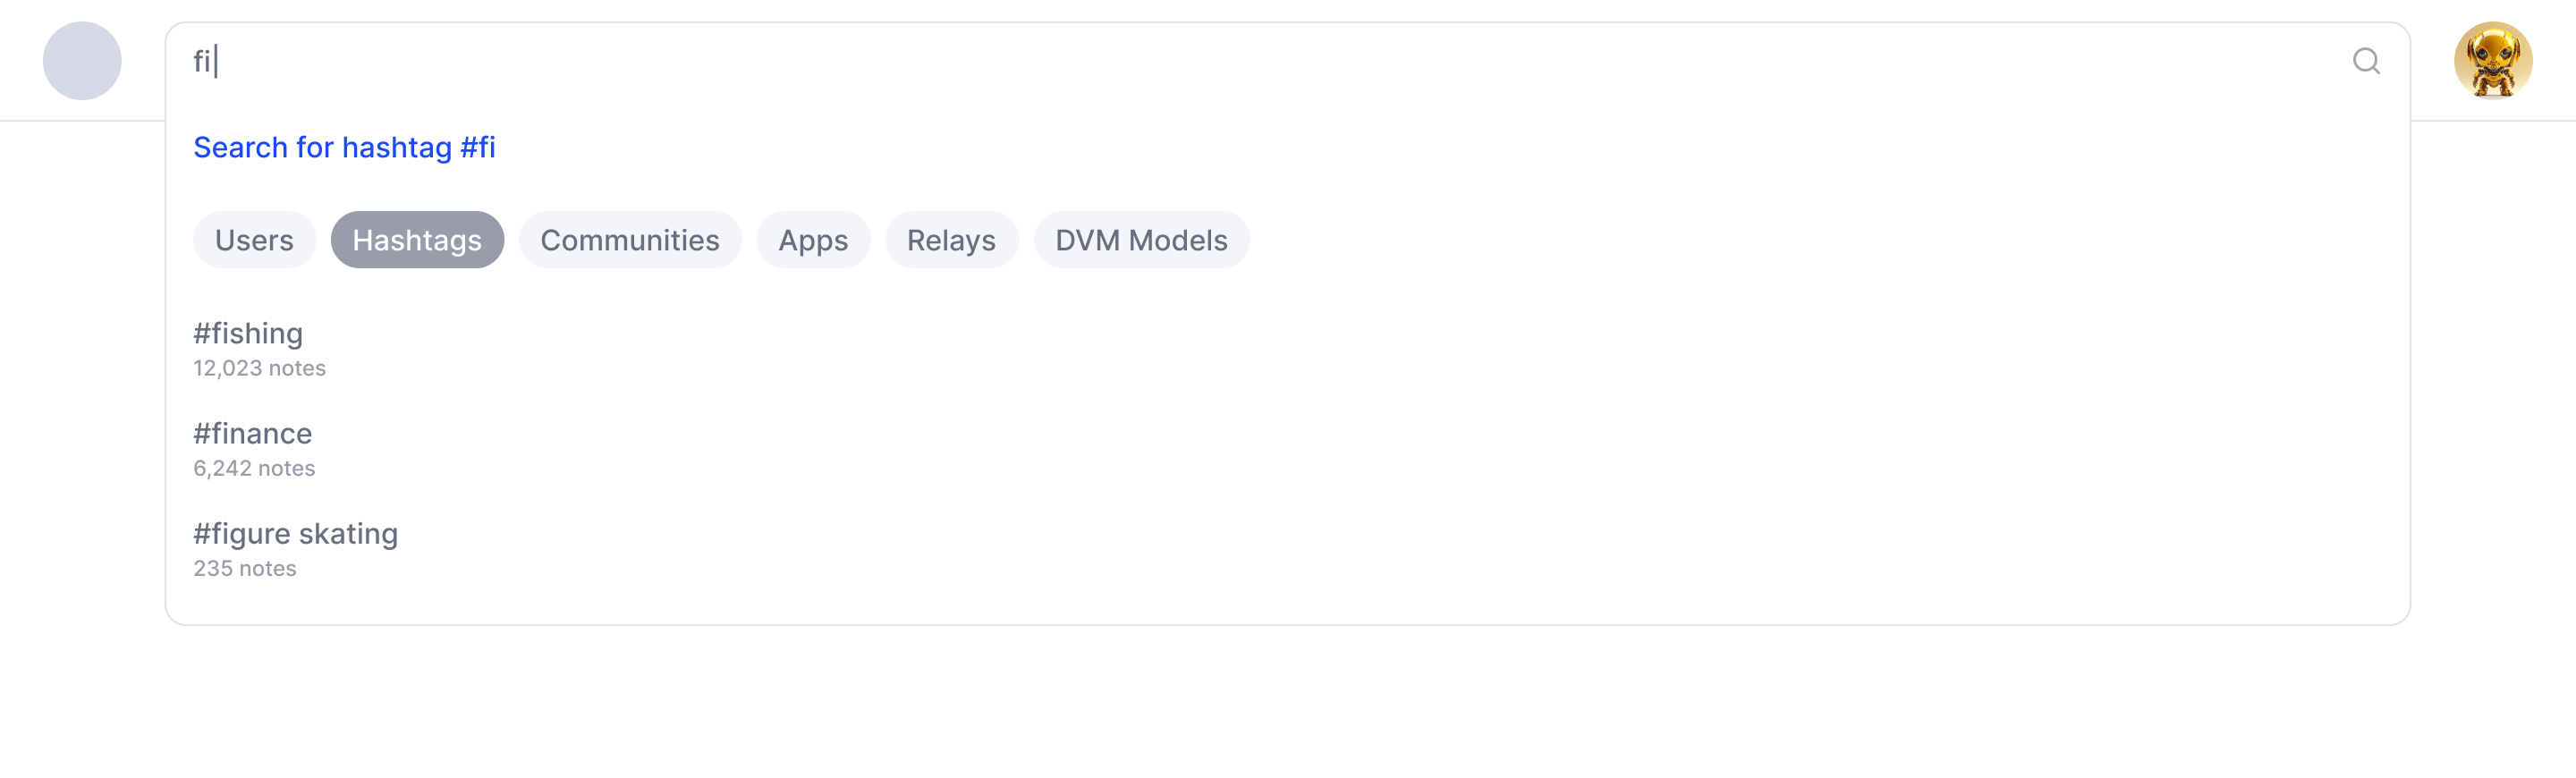 fi
Search for hashtag #fi
Users Hashtags Communities Apps Relays DVM Models
#fishing
12,023 notes
#finance
6,242 notes
#figure skating
235 notes